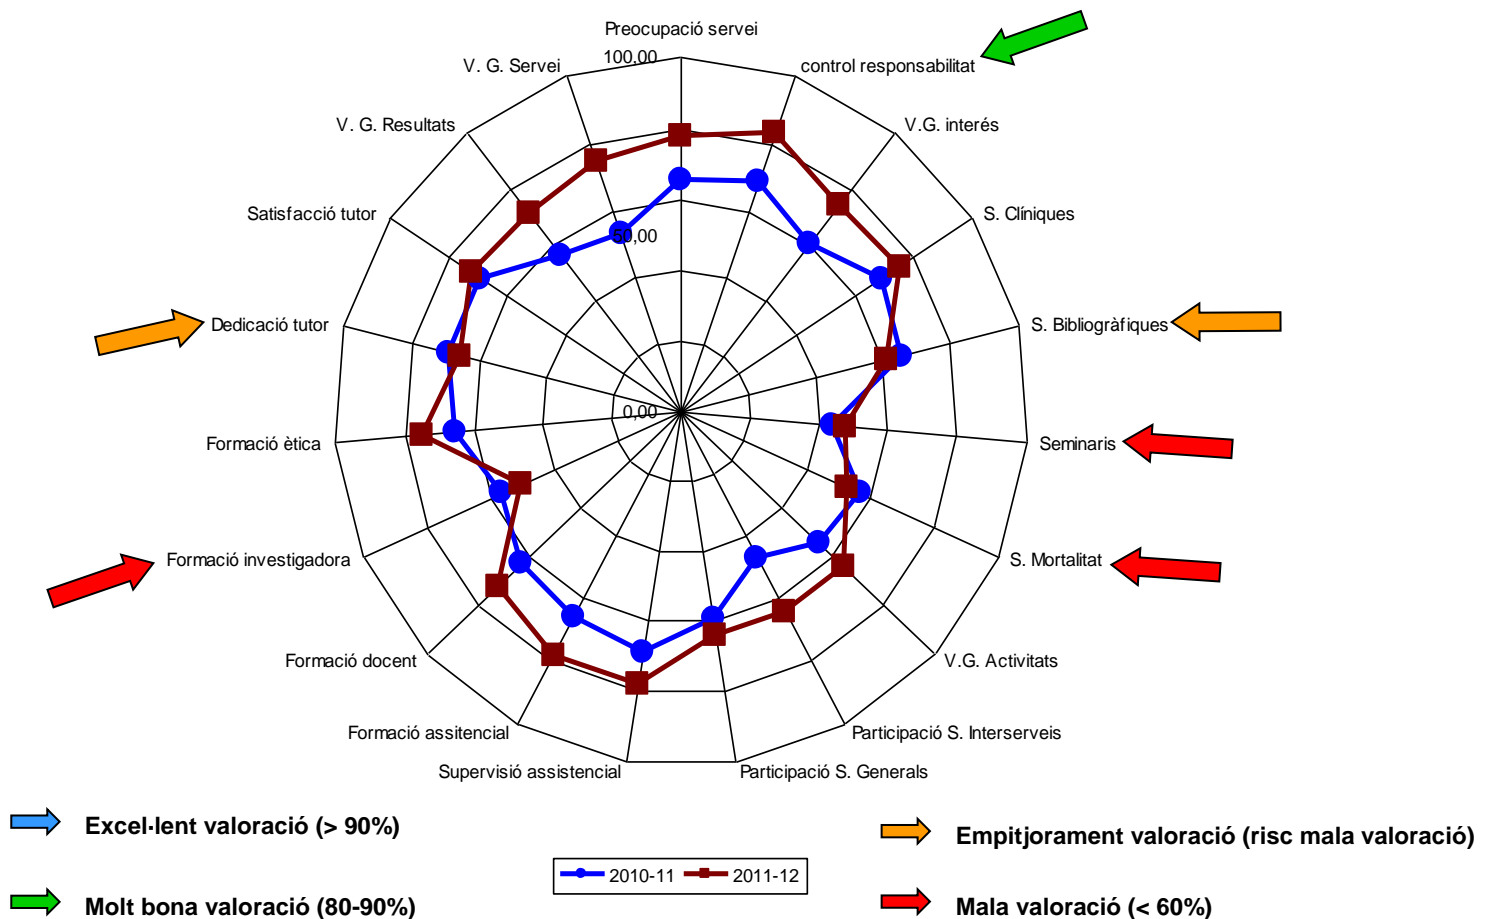 Preocupació servei
100,00
V. G. Servei
control responsabilitat
V. G. Resultats
V.G. interés
Satisfacció tutor
S. Clíniques
50,00
Dedicació tutor
S. Bibliogràfiques
0,00
Formació ètica
Seminaris
Formació investigadora
S. Mortalitat
Formació docent
V.G. Activitats
Formació assitencial
Participació S. Interserveis
Supervisió assistencial
Participació S. Generals
Excel·lent valoració (> 90%)
Empitjorament valoració (risc mala valoració)
2010-11 2011-12
Molt bona valoració (80-90%)
Mala valoració (< 60%)